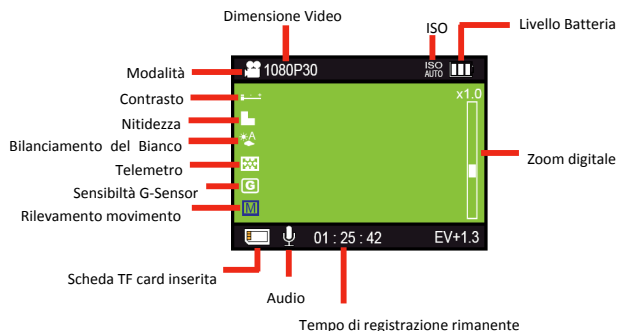 Dimensione Video
ISO
Livello Batteria
Modalità
1080P30
ISO
AUTO
Contrasto
x1.0
Nitidezza
Bilanciamento del Bianco
A
Telemetro
Zoom digitale
Sensibiltà G-Sensor
G
Rilevamento movimento
M
01 : 25 : 42
EV+1.3
Scheda TF card inserita
Audio
Tempo di registrazione rimanente